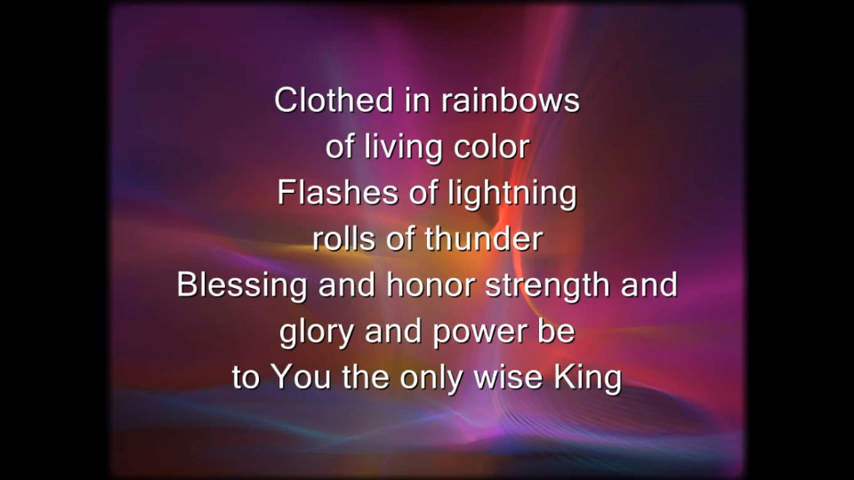 Clothed in rainbows
of living color
Flashes of lightning
rolls of thunder
Blessing and honor strength and
glory and power be
to You the only wise King